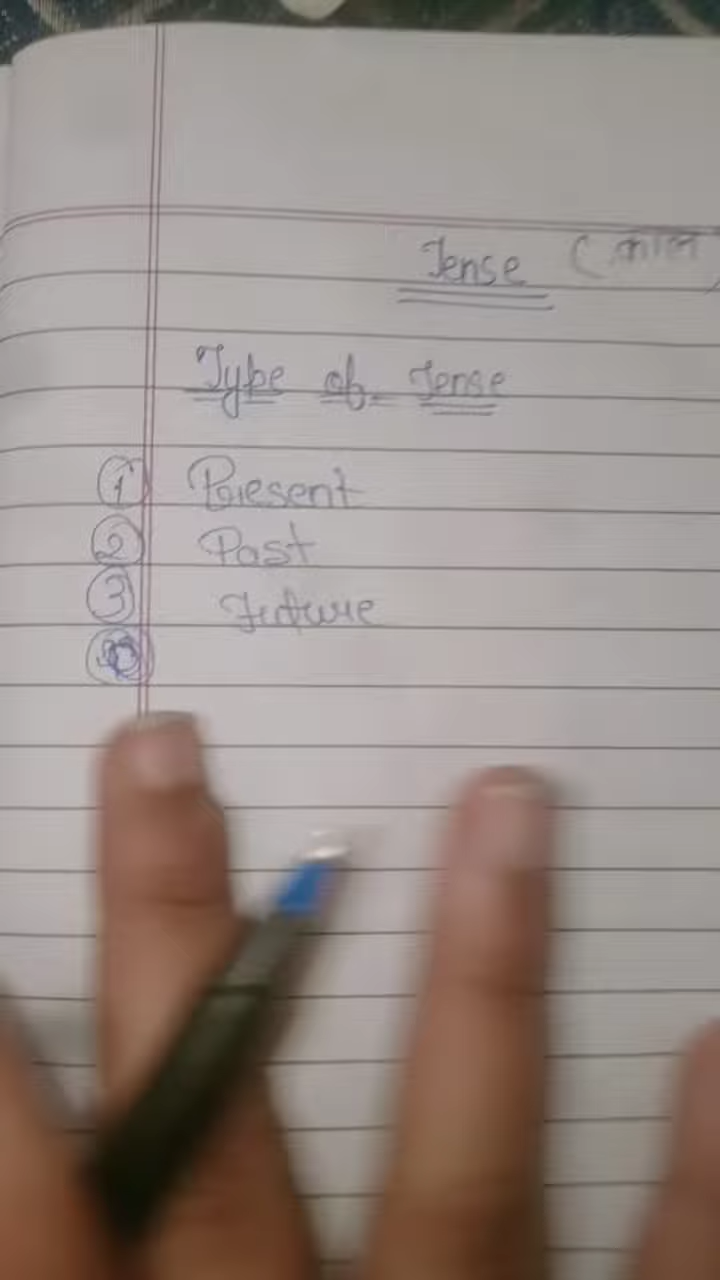 Tense (काल)
Type of Tense
1 Present
2 Past
3 Future